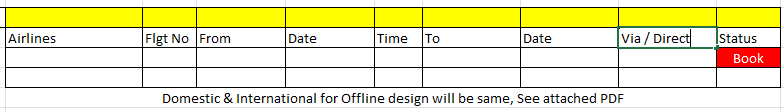 Airlines Flgt No From Date Time To Date Via / Direct Status
Book
Domestic & International for Offline design will be same, See attached PDF